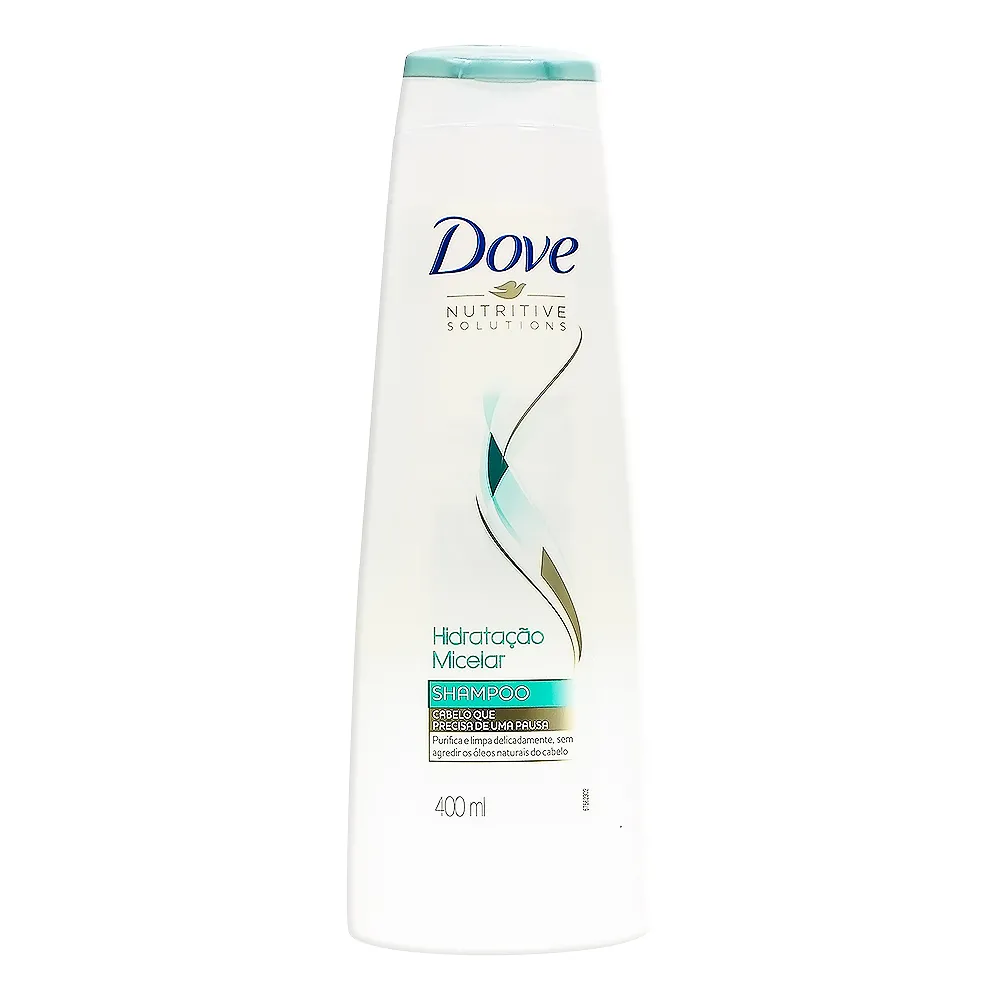 Dove
NUTRITIVE
SOLUTIONS
Hidratação
Micelar
SHAMPOO
CABELO QUE
PRECISA DE UMA PAUSA
Purifica e limpa delicadamente, sem
agredir os óleos naturais do cabelo
400 ml